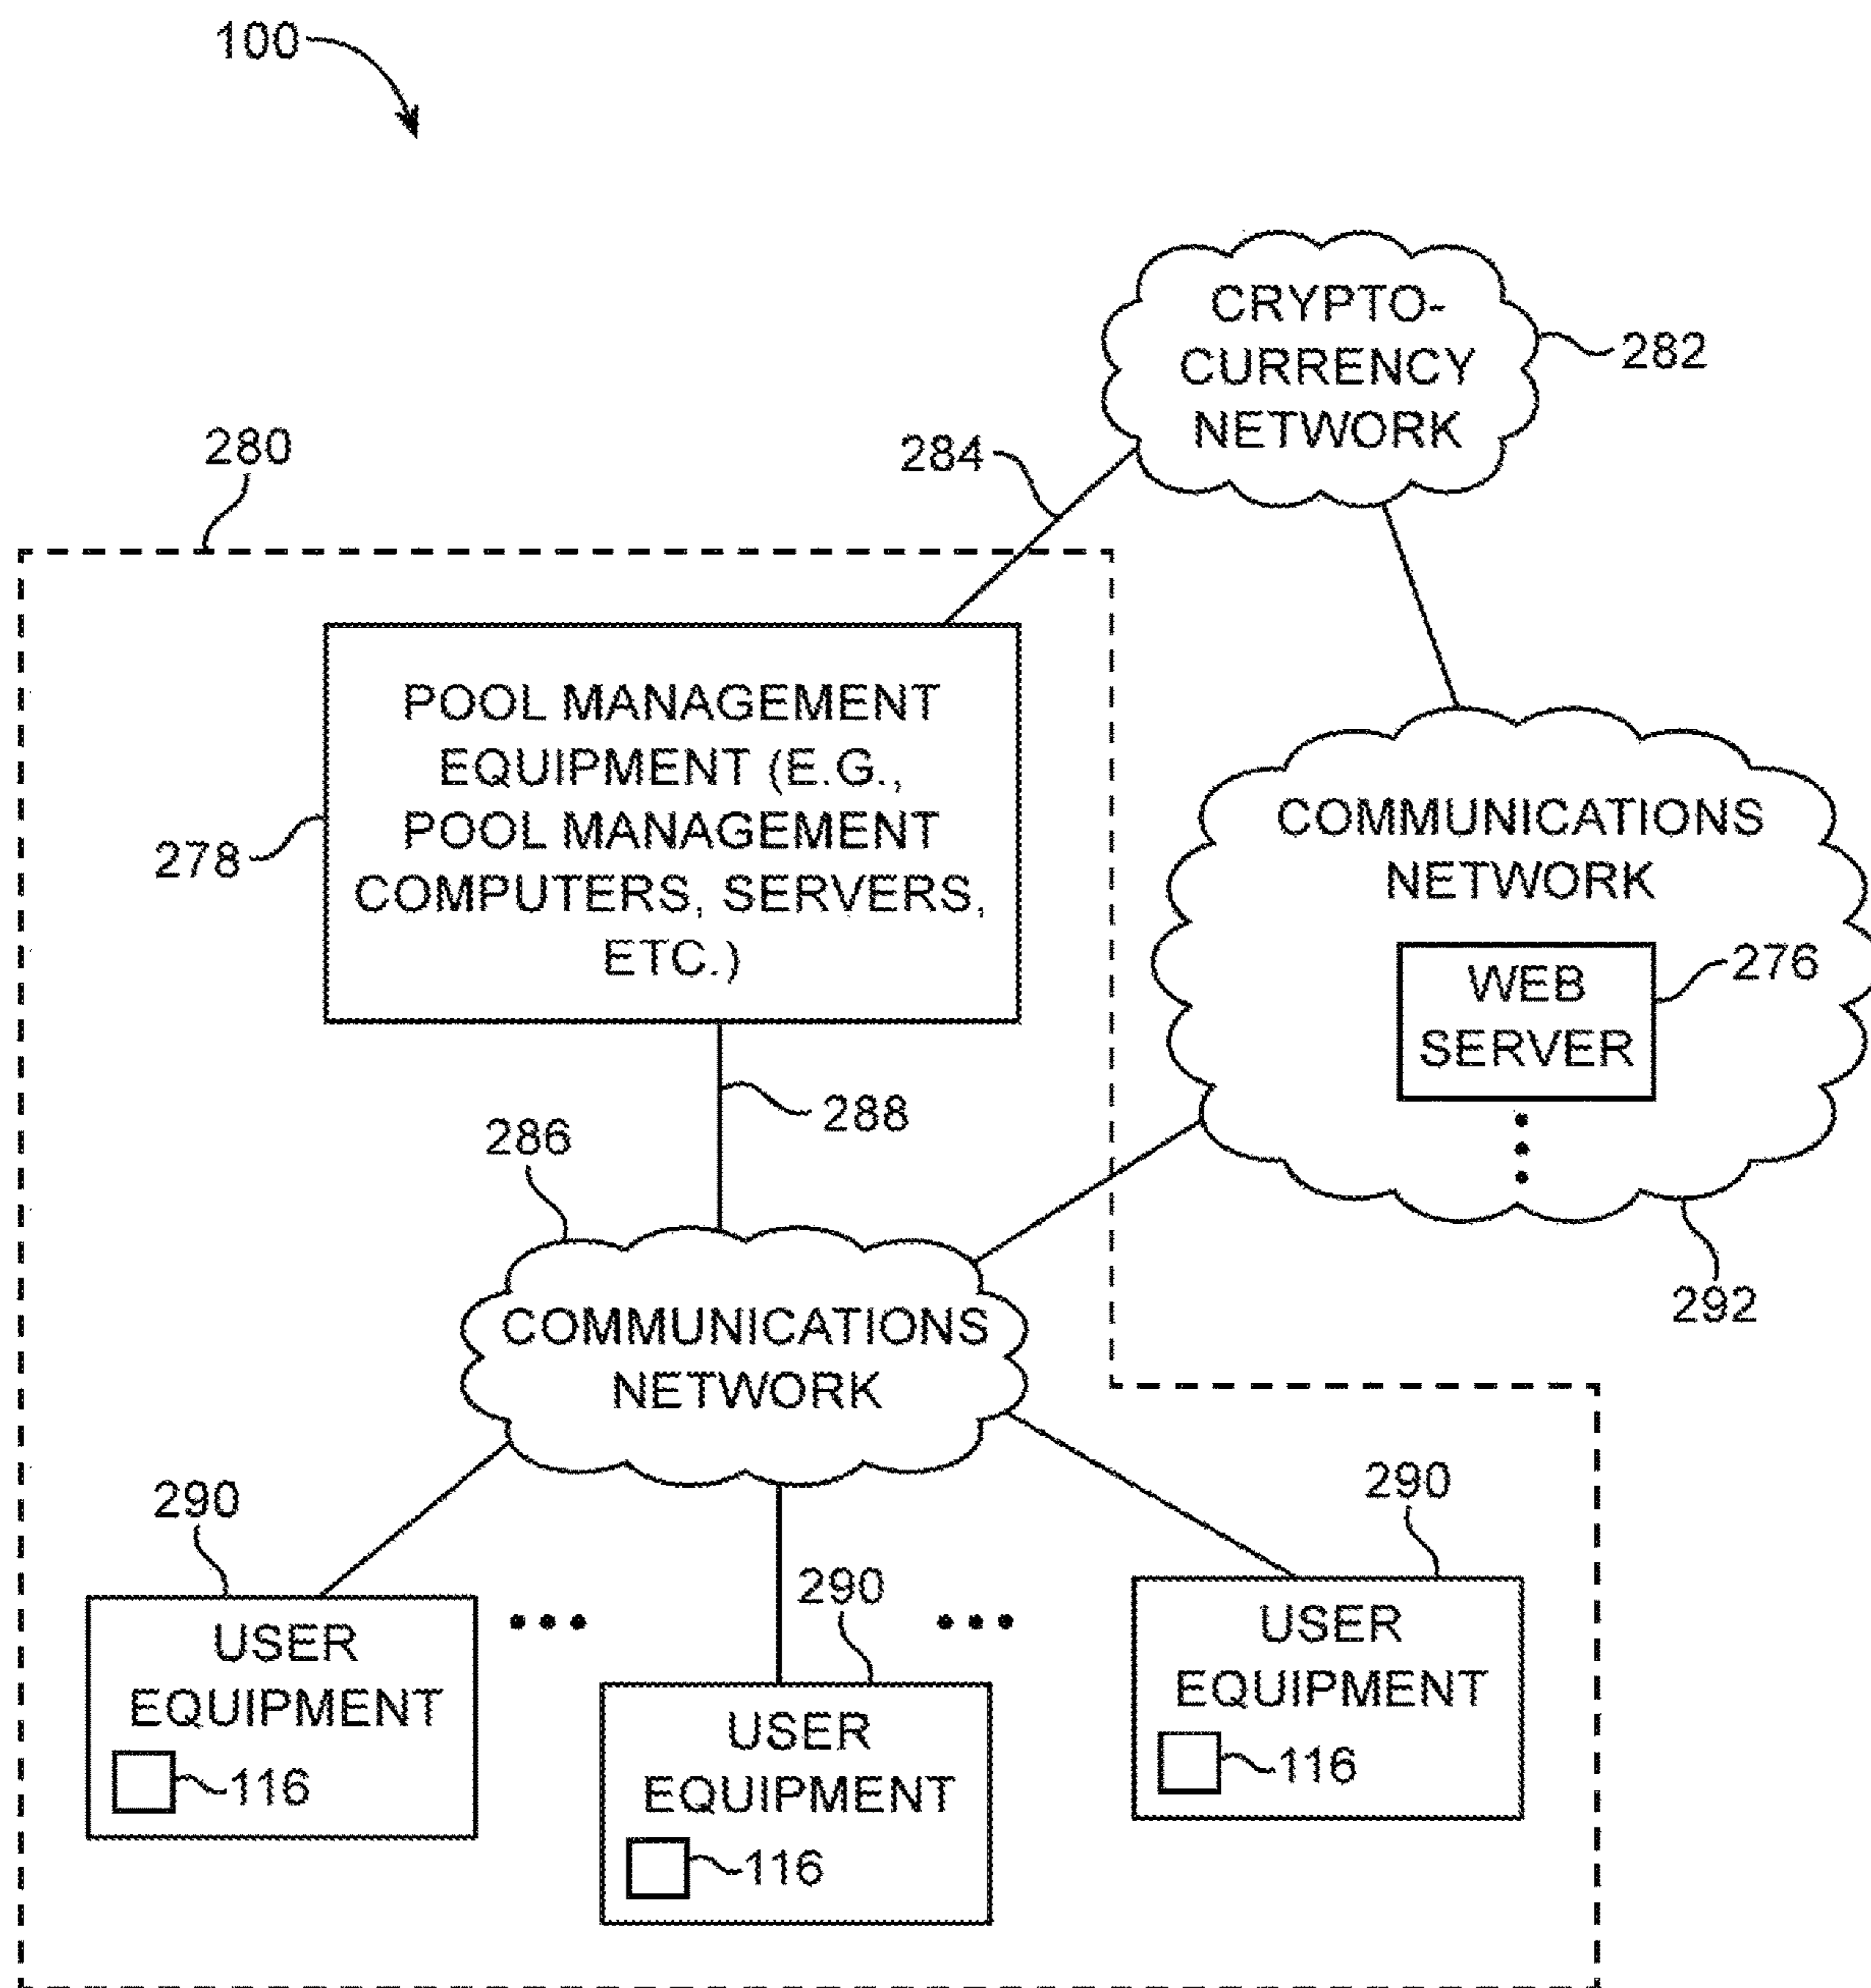 100
CRYPTO-
CURRENCY
NETWORK
282
280
284
POOL MANAGEMENT
EQUIPMENT (E.G.,
POOL MANAGEMENT
COMPUTERS, SERVERS,
ETC.)
278
COMMUNICATIONS
NETWORK
WEB
SERVER
276
288
286
292
COMMUNICATIONS
NETWORK
290
USER
EQUIPMENT
116
290
USER
EQUIPMENT
116
290
USER
EQUIPMENT
116